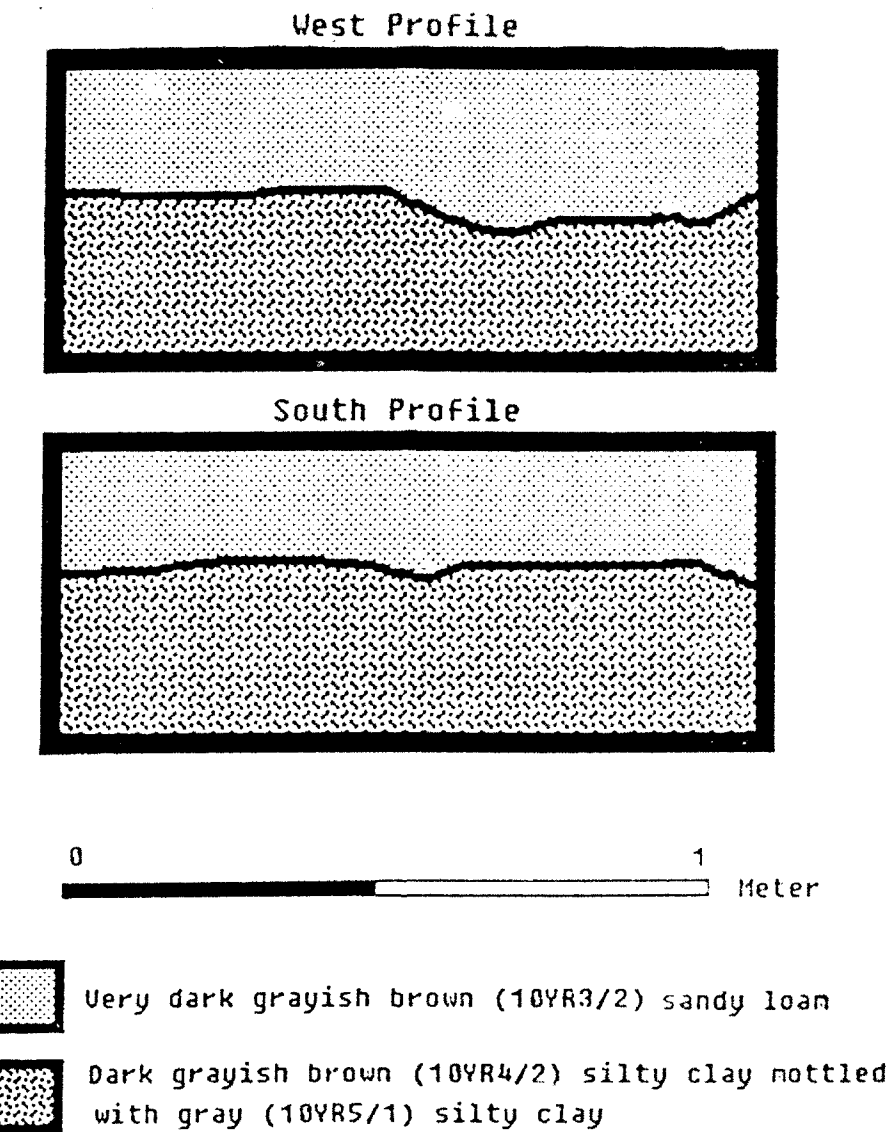 West Profile
South Profile
0 1
Meter
Very dark grayish brown (10YR3/2) sandy loam
Dark grayish brown (10YR4/2) silty clay mottled
with gray (10YR5/1) silty clay